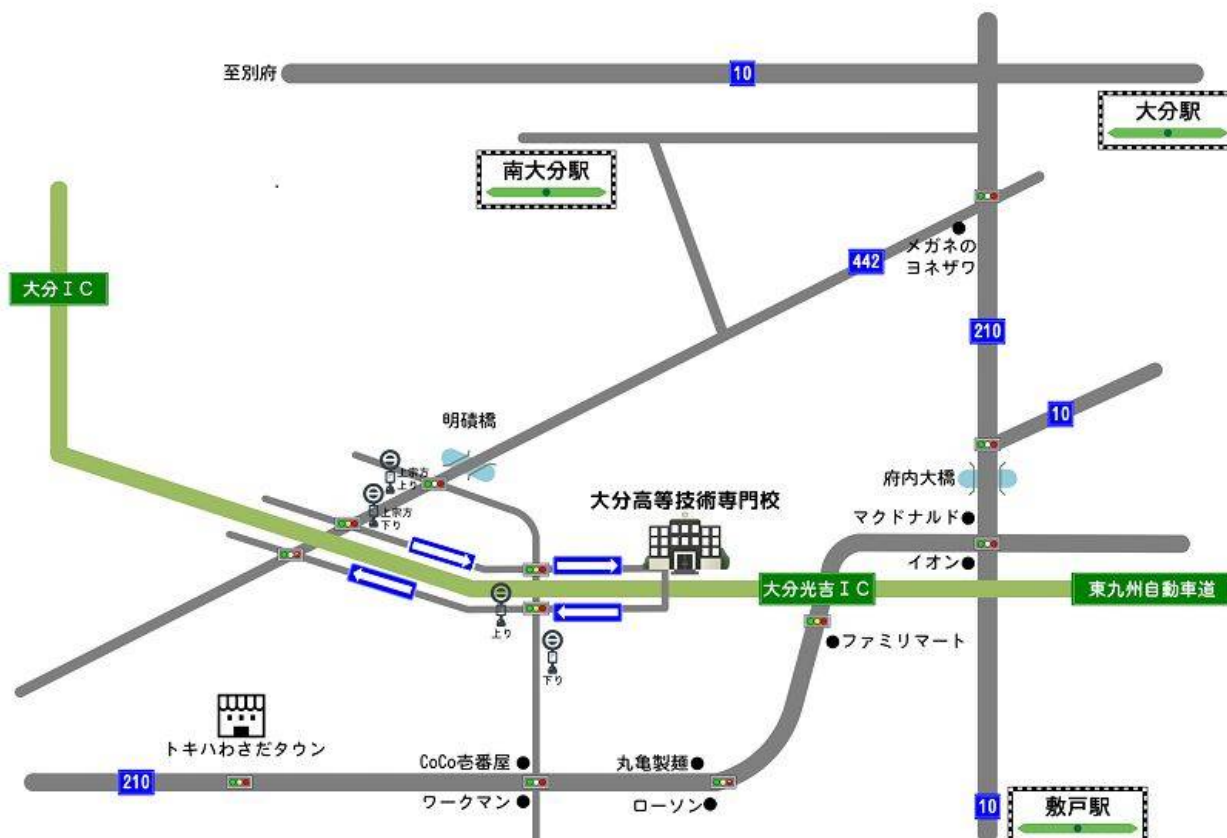 至別府
10
大分駅
南大分駅
メガネの
ヨネザワ
442
大分IC
210
10
明磧橋
上宗方
上り
上宗方
下り
府内大橋
大分高等技術専門校
マクドナルド
イオン
大分光吉IC
東九州自動車道
上り
下り
ファミリマート
トキハわさだタウン
CoCo壱番屋
丸亀製麺
210
ワークマン
ローソン
10
敷戸駅